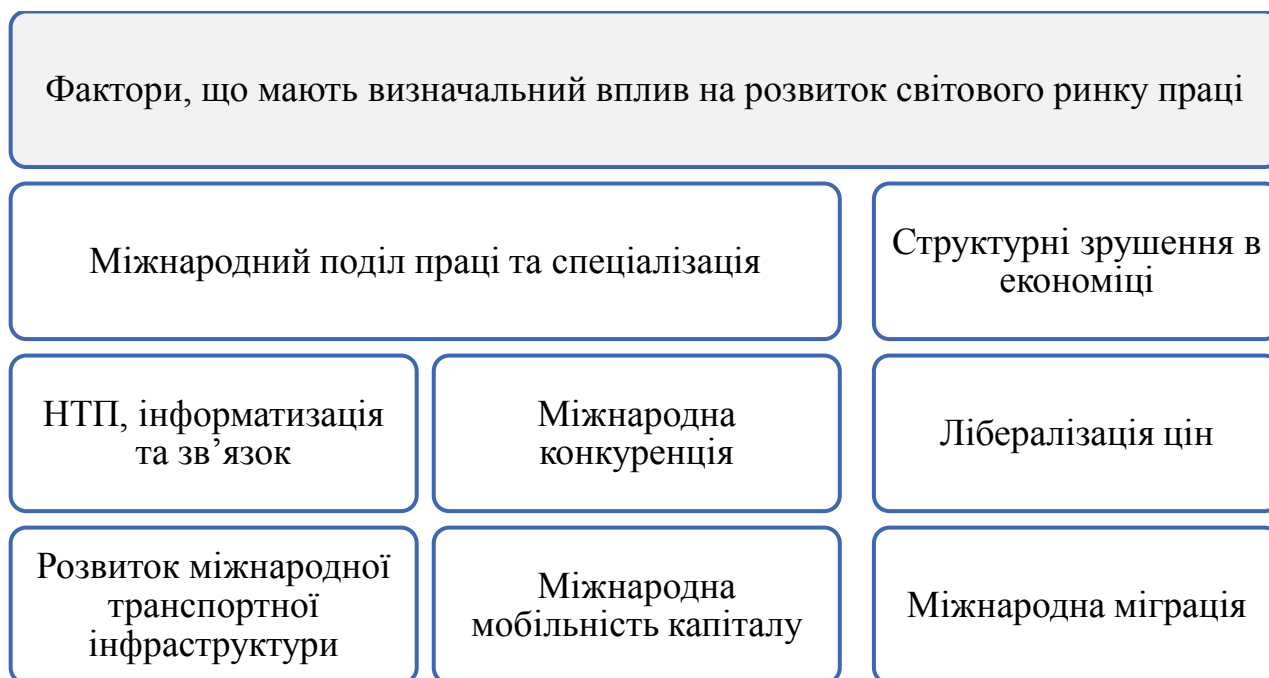 Фактори, що мають визначальний вплив на розвиток світового ринку праці
Міжнародний поділ праці та спеціалізація
Структурні зрушення в
економіці
НТП, інформатизація
та зв’язок
Міжнародна
конкуренція
Лібералізація цін
Розвиток міжнародної
транспортної
інфраструктури
Міжнародна
мобільність капіталу
Міжнародна міграція